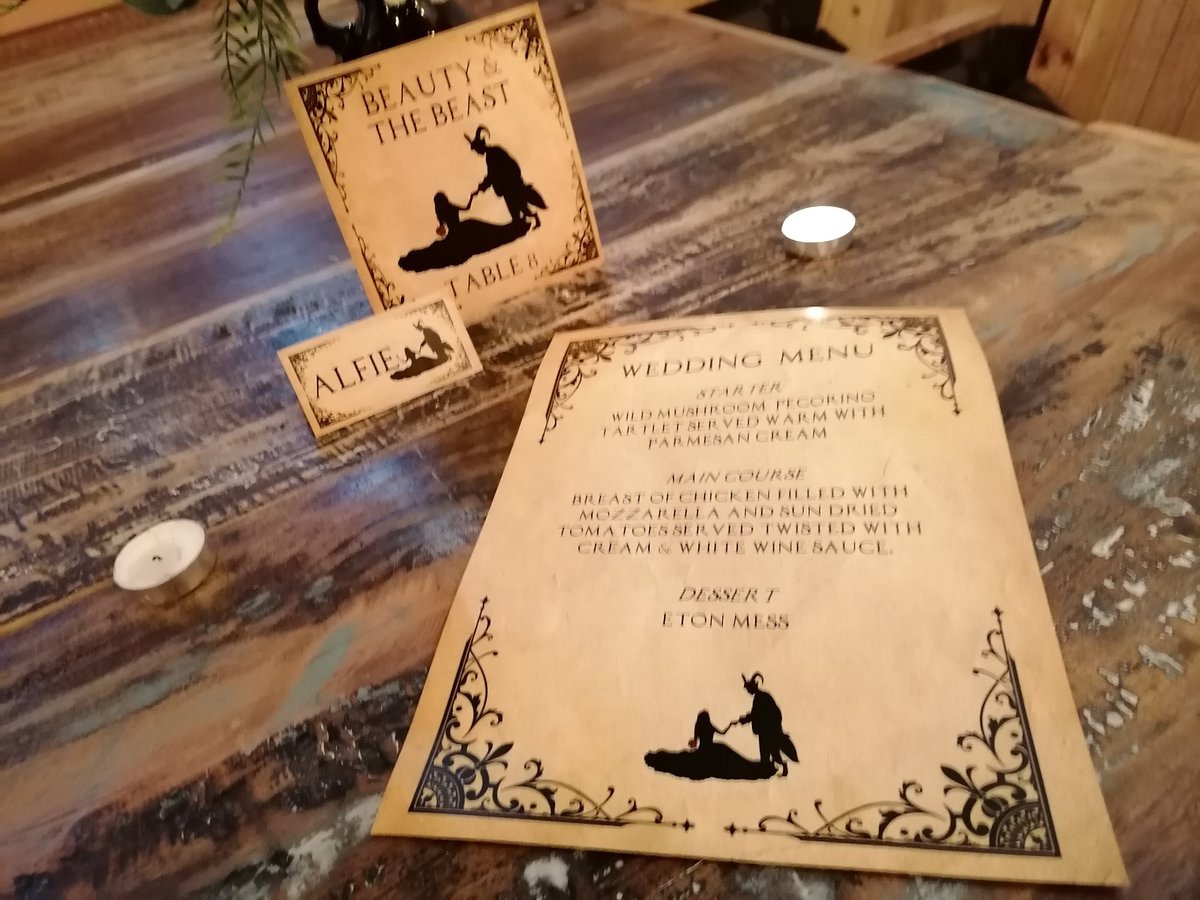 BEAUTY &
THE BEAST
TABLE 8
ALFIE
WEDDING MENU
STARTER
WILD MUSHROOM PECORINO
TARTLET SERVED WARM WITH
PARMESAN CREAM
MAIN COURSE
BREAST OF CHICKEN FILLED WITH
MOZZARELLA AND SUN DRIED
TOMATOES SERVED TWISTED WITH
CREAM & WHITE WINE SAUCE.
DESSERT
ETON MESS